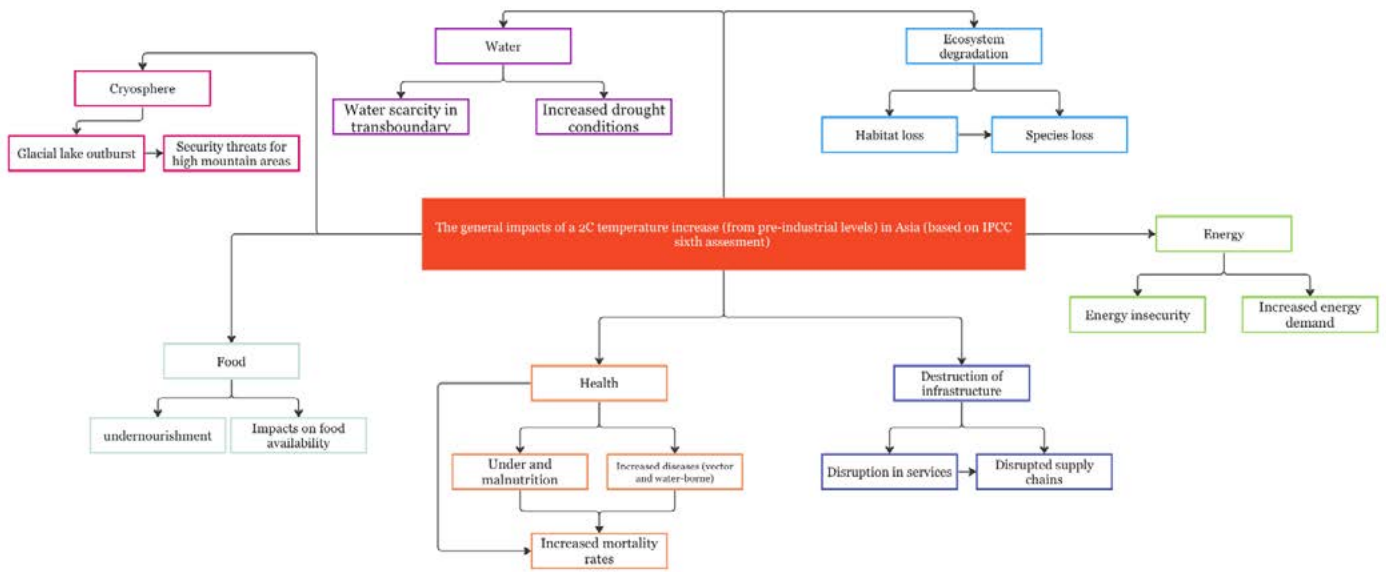 Water
Ecosystem
degradation
Cryosphere
Water scarcity in
transboundary
Increased drought
conditions
Habitat loss
Species loss
Glacial lake outburst
Security threats for
high mountain areas
The general impacts of a 2C temperature increase (from pre-industrial levels) in Asia (based on IPCC
sixth assesment)
Energy
Energy insecurity
Increased energy
demand
Food
undernourishment
Impacts on food
availability
Health
Destruction of
infrastructure
Under and
malnutrition
Increased diseases (vector
and water-borne)
Disruption in services
Disrupted supply
chains
Increased mortality
rates